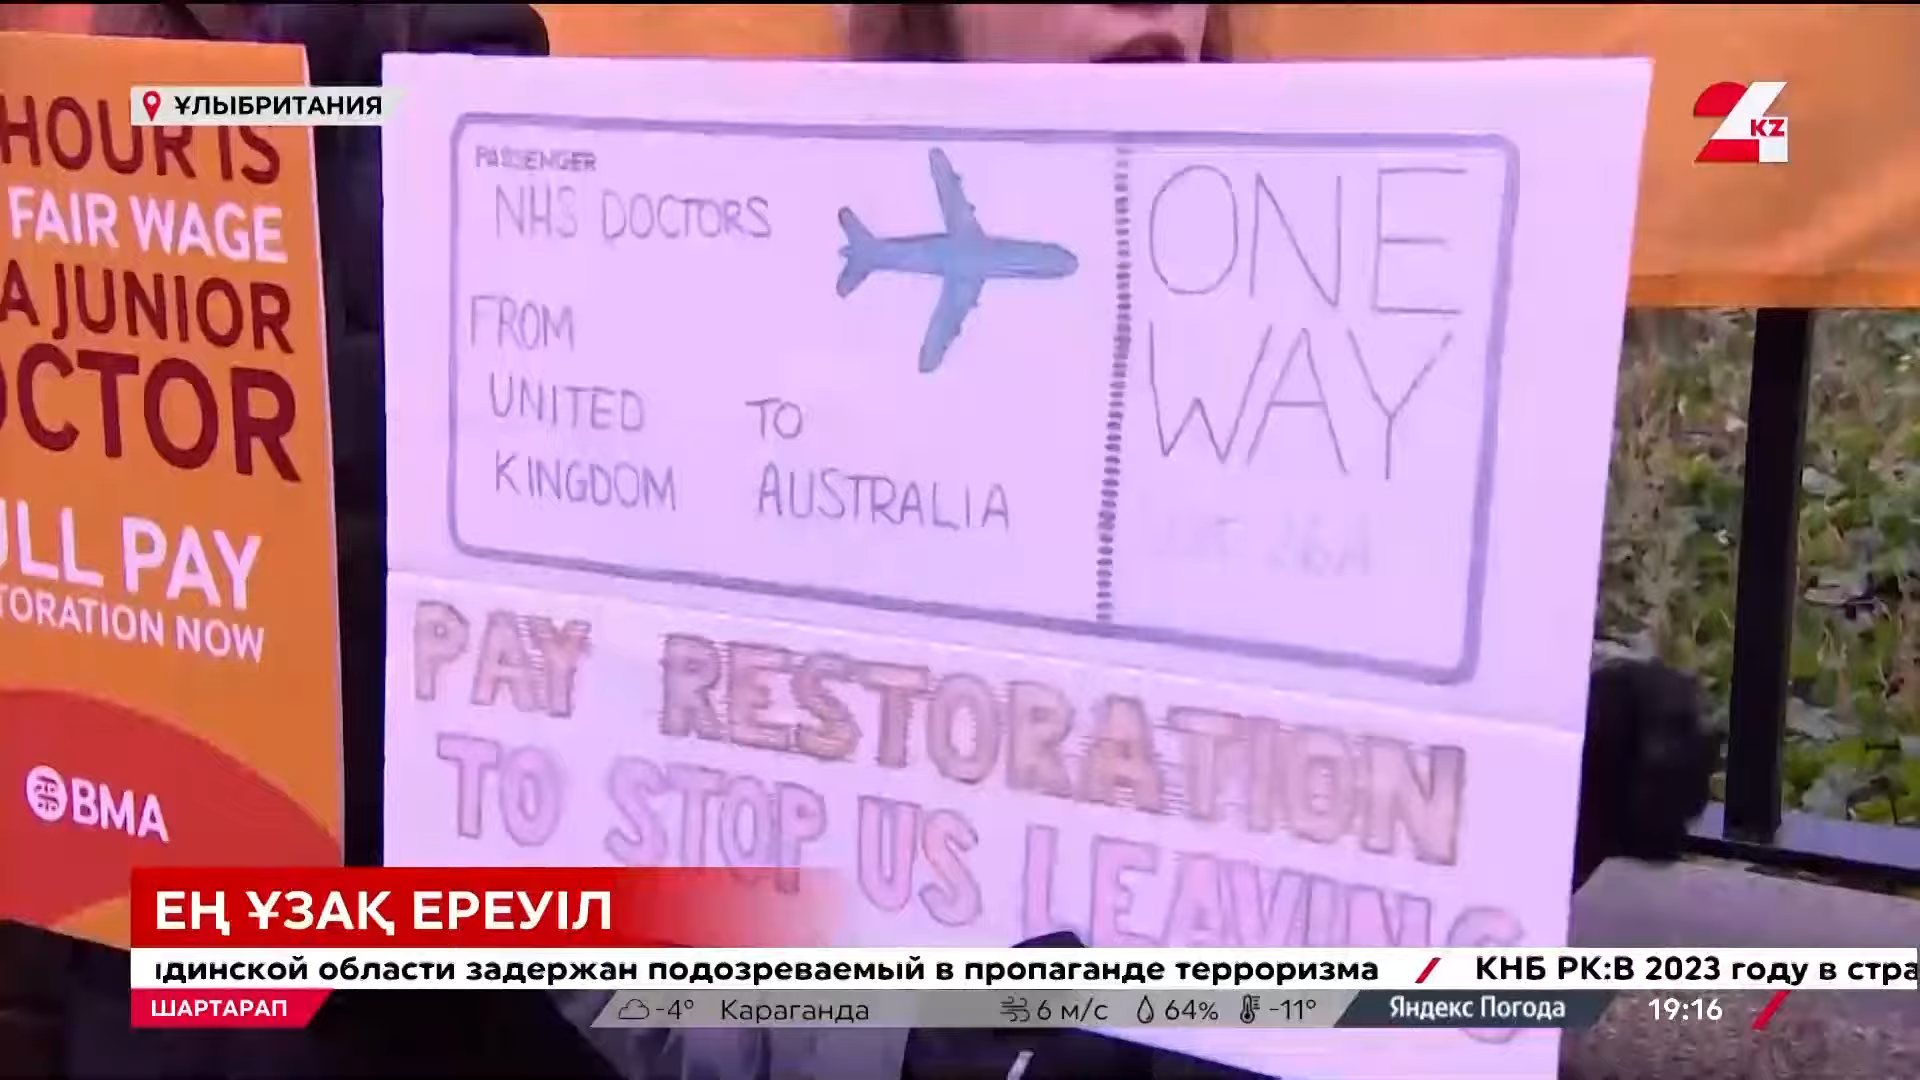 HOUR IS
FAIR WAGE
A JUNIOR
OCTOR
ULL PAY
TORATION NOW
BMA
ҰЛЫБРИТАНИЯ
PASSENGER
NHS DOCTORS
FROM
UNITED
KINGDOM
TO
AUSTRALIA
ONE
WAY
PAY RESTORATION
TO STOP US LEAVING
24 KZ
ЕҢ ҰЗАҚ ЕРЕУІЛ
динской области задержан подозреваемый в пропаганде терроризма / КНБ РК:В 2023 году в стра
ШАРТАРАП
-4° Караганда 6 м/с 64% -11° Яндекс Погода 19:16